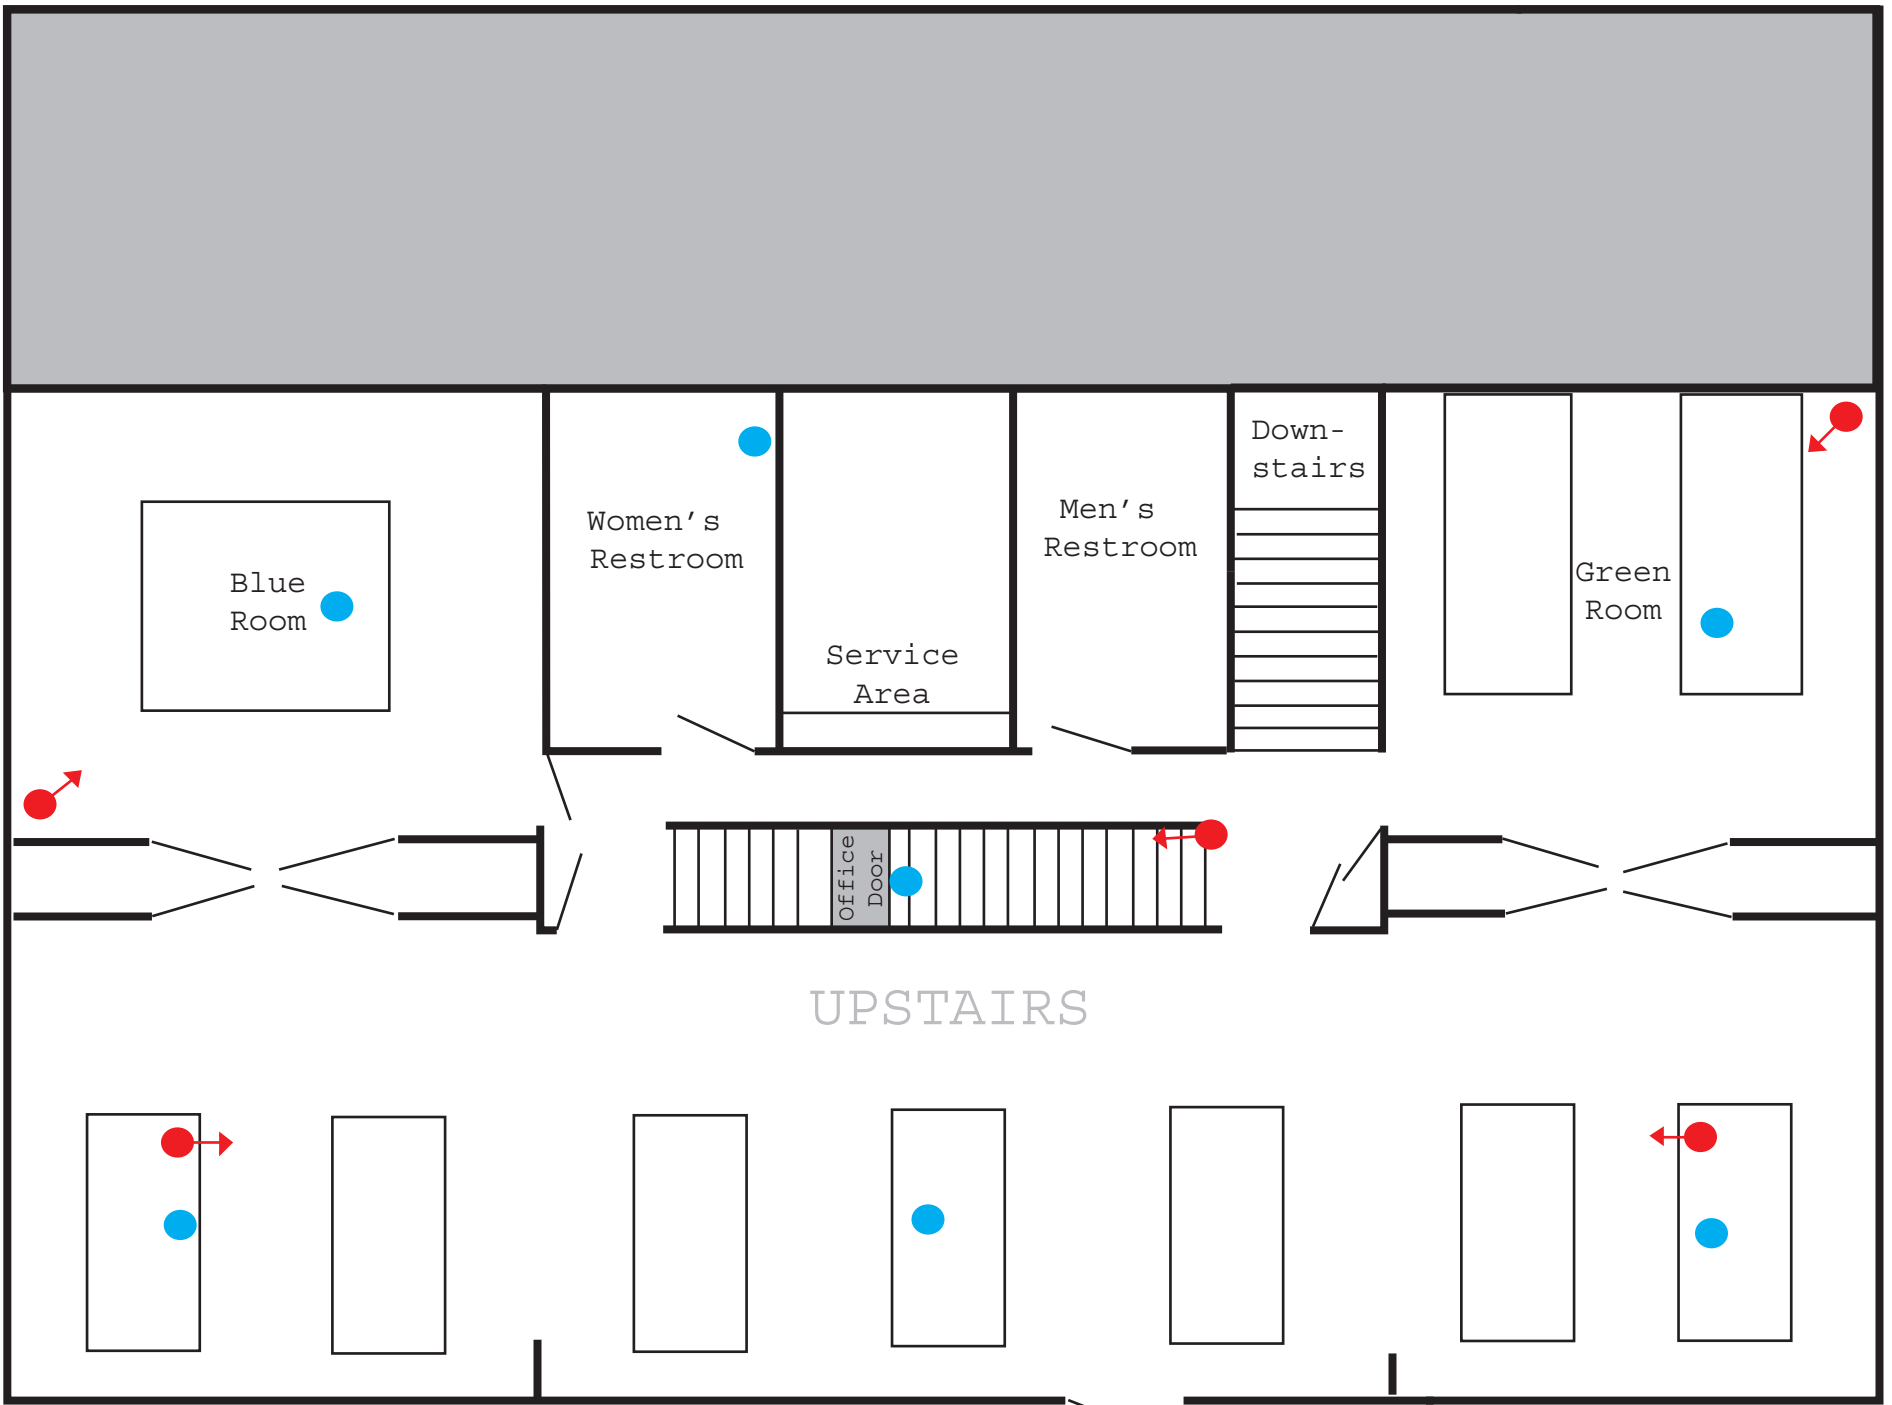 Down-
stairs
Women's
Restroom
Men's
Restroom
Blue
Room
Green
Room
Service
Area
Office
Door
UPSTAIRS